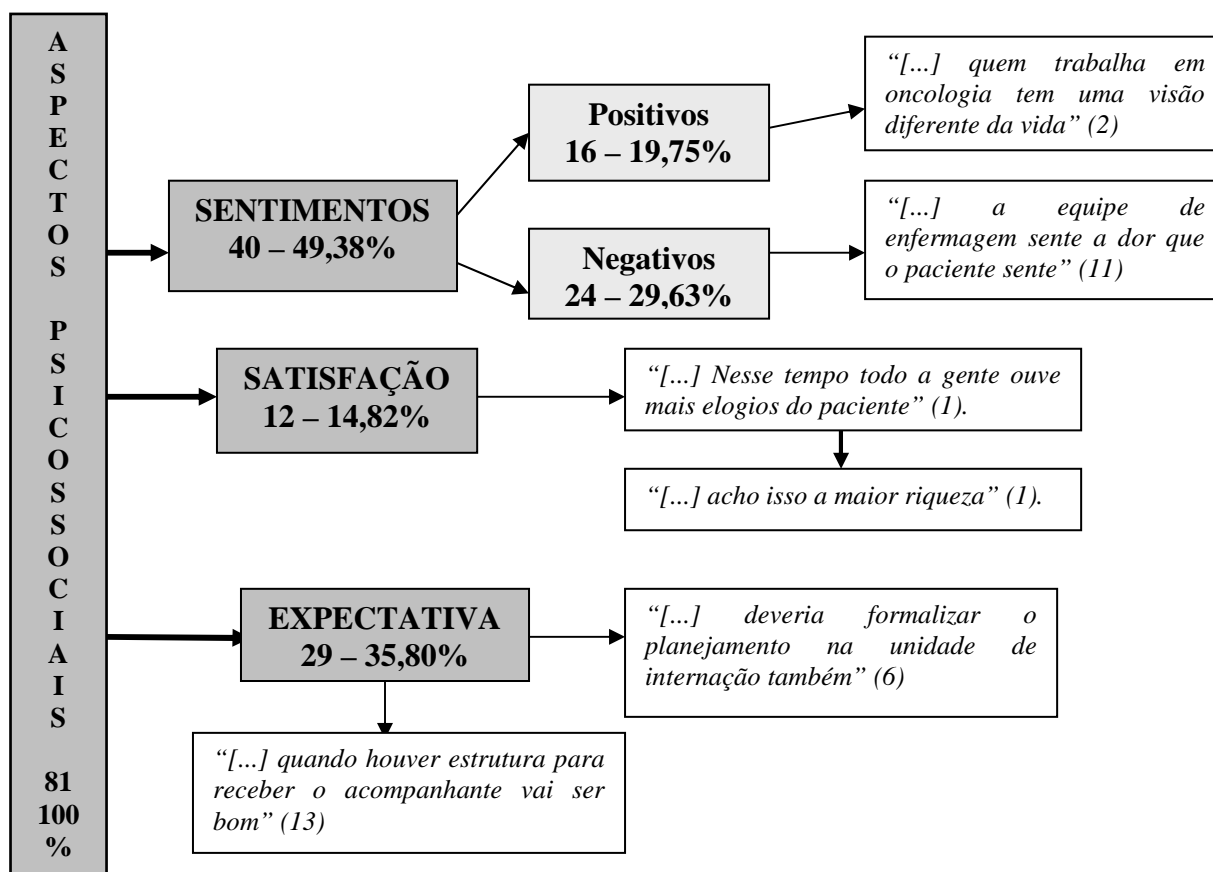 ASPECTOS PSICOSSOCIAIS
81
100
%
SENTIMENTOS
40 – 49,38%
Positivos
16 – 19,75%
“[...] quem trabalha em
oncologia tem uma visão
diferente da vida” (2)
Negativos
24 – 29,63%
“[...] a equipe de
enfermagem sente a dor que
o paciente sente” (11)
SATISFAÇÃO
12 – 14,82%
“[...] Nesse tempo todo a gente ouve
mais elogios do paciente” (1).
“[...] acho isso a maior riqueza” (1).
EXPECTATIVA
29 – 35,80%
“[...] deveria formalizar o
planejamento na unidade de
internação também” (6)
“[...] quando houver estrutura para
receber o acompanhante vai ser
bom” (13)